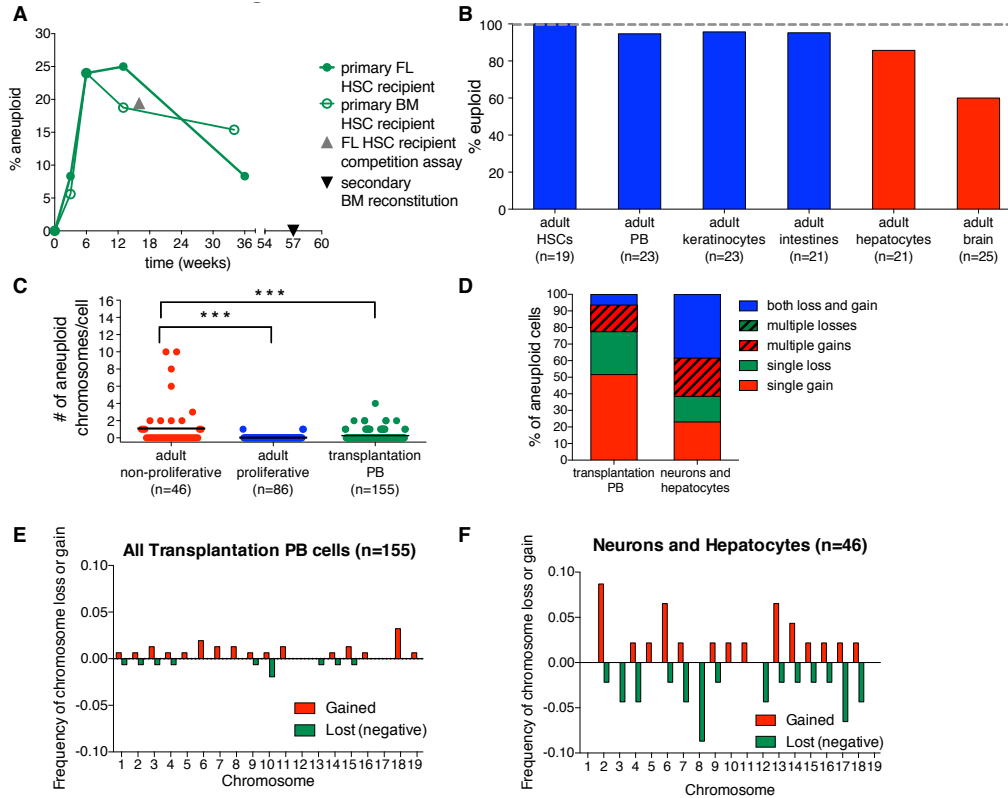 A
% aneuploid
30
25
20
15
10
5
0
0 6 12 18 24 30 36 54 57 60
time (weeks)
primary FL
HSC recipient
primary BM
HSC recipient
FL HSC recipient
competition assay
secondary
BM reconstitution
B
% euploid
100
80
60
40
20
0
adult
HSCs
(n=19)
adult
PB
(n=23)
adult
keratinocytes
(n=23)
adult
intestines
(n=21)
adult
hepatocytes
(n=21)
adult
brain
(n=25)
C
# of aneuploid
chromosomes/cell
16
14
12
10
8
6
4
2
0
***
***
adult
non-proliferative
(n=46)
adult
proliferative
(n=86)
transplantation
PB
(n=155)
D
% of aneuploid cells
100
90
80
70
60
50
40
30
20
10
0
transplantation
PB
neurons and
hepatocytes
both loss and gain
multiple losses
multiple gains
single loss
single gain
E
All Transplantation PB cells (n=155)
Frequency of chromosome loss or gain
0.10
0.05
0.00
-0.05
-0.10
Gained
Lost (negative)
1 2 3 4 5 6 7 8 9 10 11 12 13 14 15 16 17 18 19
Chromosome
F
Neurons and Hepatocytes (n=46)
Frequency of chromosome loss or gain
0.10
0.05
0.00
-0.05
-0.10
Gained
Lost (negative)
1 2 3 4 5 6 7 8 9 10 11 12 13 14 15 16 17 18 19
Chromosome